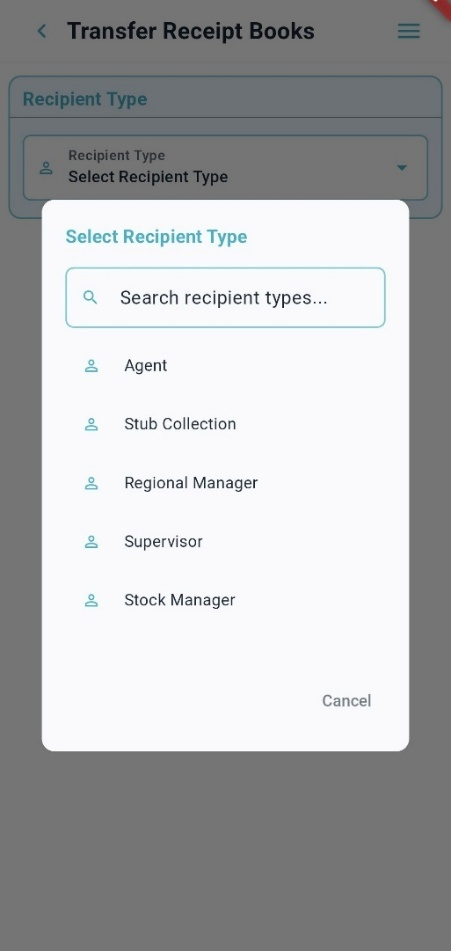 Transfer Receipt Books
Recipient Type
Recipient Type
Select Recipient Type
Select Recipient Type
Search recipient types...
Agent
Stub Collection
Regional Manager
Supervisor
Stock Manager
Cancel